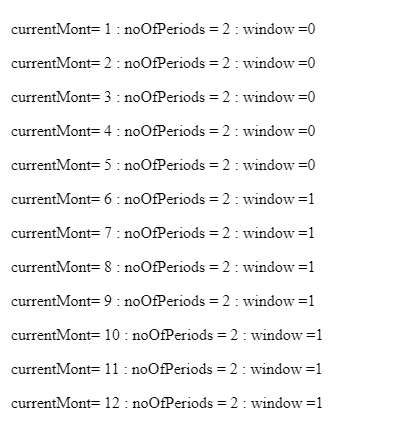 currentMont= 1 : noOfPeriods = 2 : window =0
currentMont= 2 : noOfPeriods = 2 : window =0
currentMont= 3 : noOfPeriods = 2 : window =0
currentMont= 4 : noOfPeriods = 2 : window =0
currentMont= 5 : noOfPeriods = 2 : window =0
currentMont= 6 : noOfPeriods = 2 : window =1
currentMont= 7 : noOfPeriods = 2 : window =1
currentMont= 8 : noOfPeriods = 2 : window =1
currentMont= 9 : noOfPeriods = 2 : window =1
currentMont= 10 : noOfPeriods = 2 : window =1
currentMont= 11 : noOfPeriods = 2 : window =1
currentMont= 12 : noOfPeriods = 2 : window =1